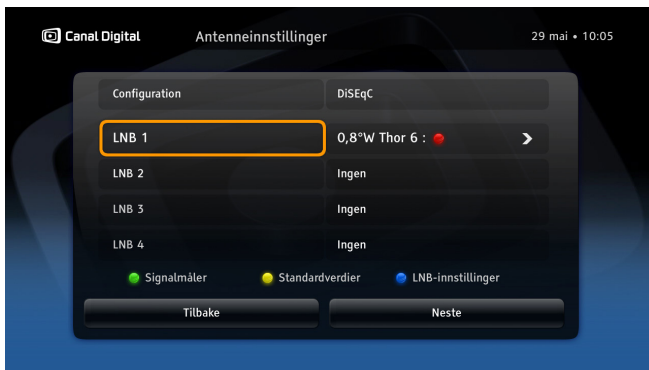 Canal Digital Antenneinnstillinger 29 mai • 10:05
Configuration DiSEqC
LNB 1 0,8°W Thor 6 :
LNB 2 Ingen
LNB 3 Ingen
LNB 4 Ingen
Signalmåler Standardverdier LNB-innstillinger
Tilbake Neste